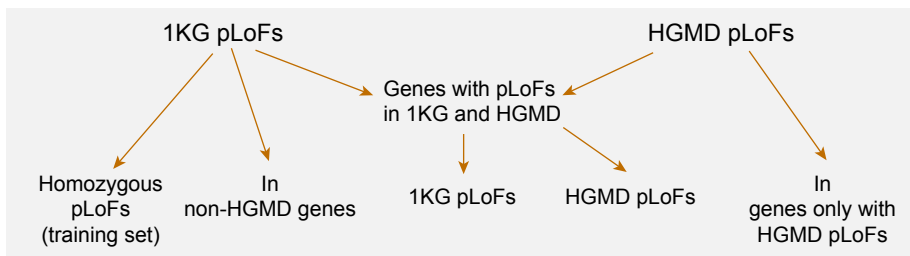 1KG pLoFs
HGMD pLoFs
Genes with pLoFs
in 1KG and HGMD
Homozygous
pLoFs
(training set)
In
non-HGMD genes
1KG pLoFs
HGMD pLoFs
In
genes only with
HGMD pLoFs